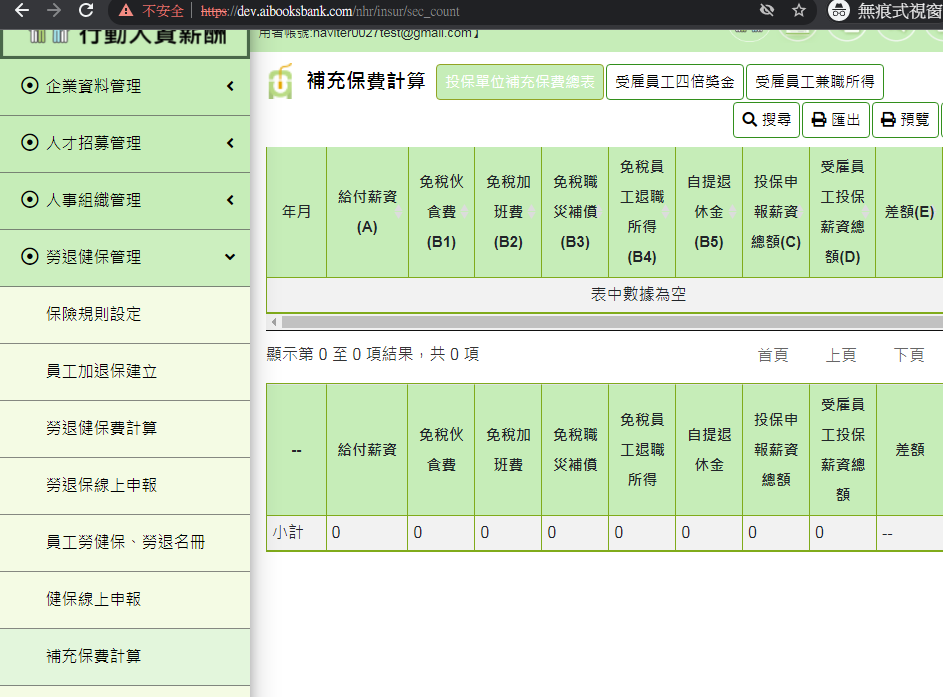 不安全 https://dev.aibooksbank.com/nhr/insur/sec_count 無痕式視窗
行動人資薪酬
用者帳號:naviter0027test@gmail.com】
企業資料管理
人才招募管理
人事組織管理
勞退健保管理
保險規則設定
員工加退保建立
勞退健保費計算
勞退保線上申報
員工勞健保、勞退名冊
健保線上申報
補充保費計算
補充保費計算 投保單位補充保費總表 受雇員工四倍獎金 受雇員工兼職所得
搜尋 匯出 預覽
年月
給付薪資
(A)
免稅伙
食費
(B1)
免稅加
班費
(B2)
免稅職
災補償
(B3)
免稅員
工退職
所得
(B4)
自提退
休金
(B5)
投保申
報薪資
總額(C)
受雇員
工投保
薪資總
額(D)
差額(E)
表中數據為空
顯示第 0 至 0 項結果，共 0 項
首頁 上頁 下頁
--
給付薪資
免稅伙
食費
免稅加
班費
免稅職
災補償
免稅員
工退職
所得
自提退
休金
投保申
報薪資
總額
受雇員
工投保
薪資總
額
差額
小計 0 0 0 0 0 0 0 0 --